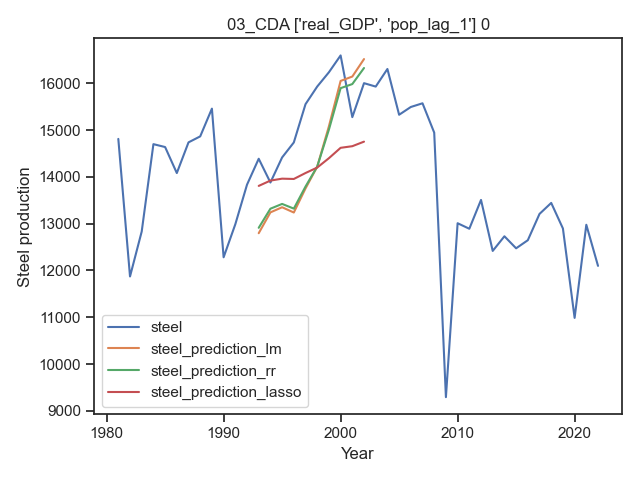 03_CDA ['real_GDP', 'pop_lag_1'] 0
16000
15000
14000
13000
12000
11000
10000
9000
Steel production
steel
steel_prediction_lm
steel_prediction_rr
steel_prediction_lasso
1980 1990 2000 2010 2020
Year